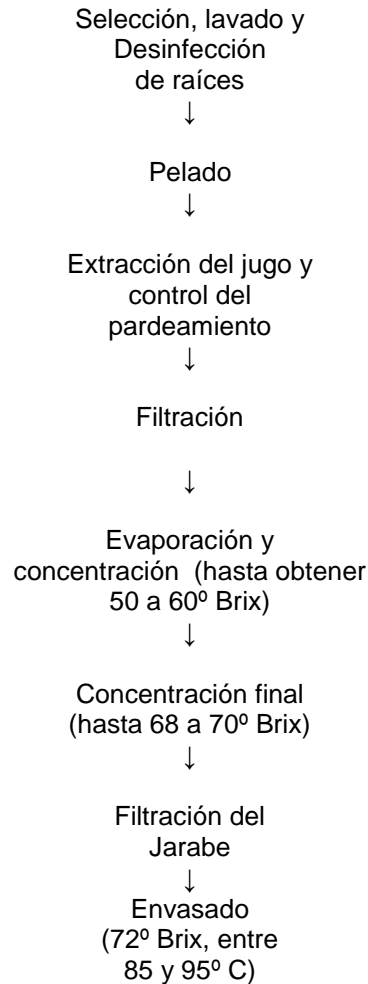 Selección, lavado y
Desinfección
de raíces
↓
Pelado
↓
Extracción del jugo y
control del
pardeamiento
↓
Filtración
↓
Evaporación y
concentración (hasta obtener
50 a 60º Brix)
↓
Concentración final
(hasta 68 a 70º Brix)
↓
Filtración del
Jarabe
↓
Envasado
(72º Brix, entre
85 y 95º C)